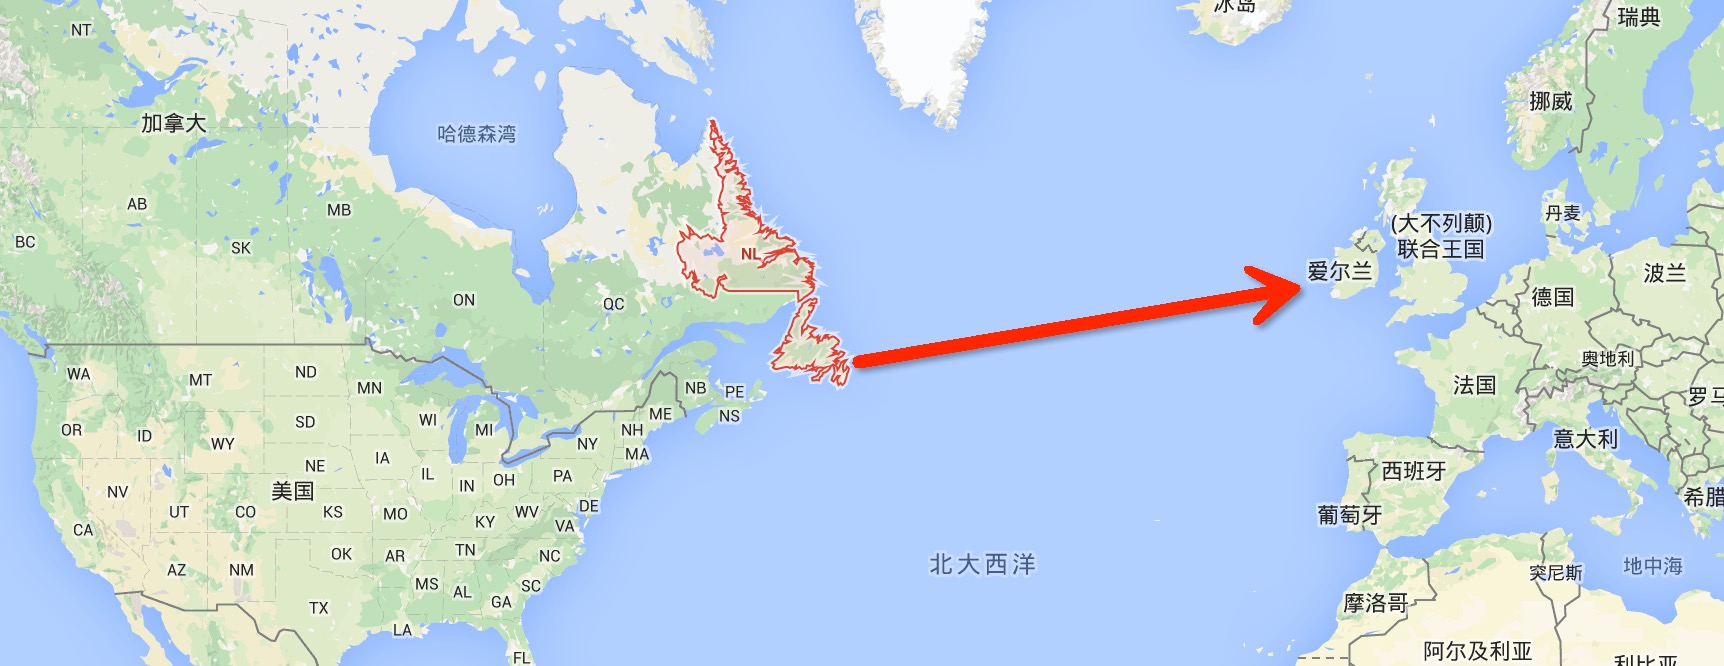 冰岛
瑞典
NT
挪威
加拿大
哈德森湾
AB
MB
丹麦
(大不列颠)
联合王国
BC
SK
NL
爱尔兰
波兰
ON
QC
德国
奥地利
WA
MT
ND
MN
NB
PE
法国
罗马
OR
ID
WY
SD
WI
MI
ME
NS
NH
NY
MA
意大利
NE
IA
IL
IN
OH
PA
西班牙
NV
美国
希腊
UT
CO
KS
MO
KY
WV
DE
VA
葡萄牙
CA
OK
AR
TN
NC
北大西洋
地中海
AZ
NM
MS
AL
SC
突尼斯
GA
摩洛哥
TX
LA
FL
阿尔及利亚
利比亚